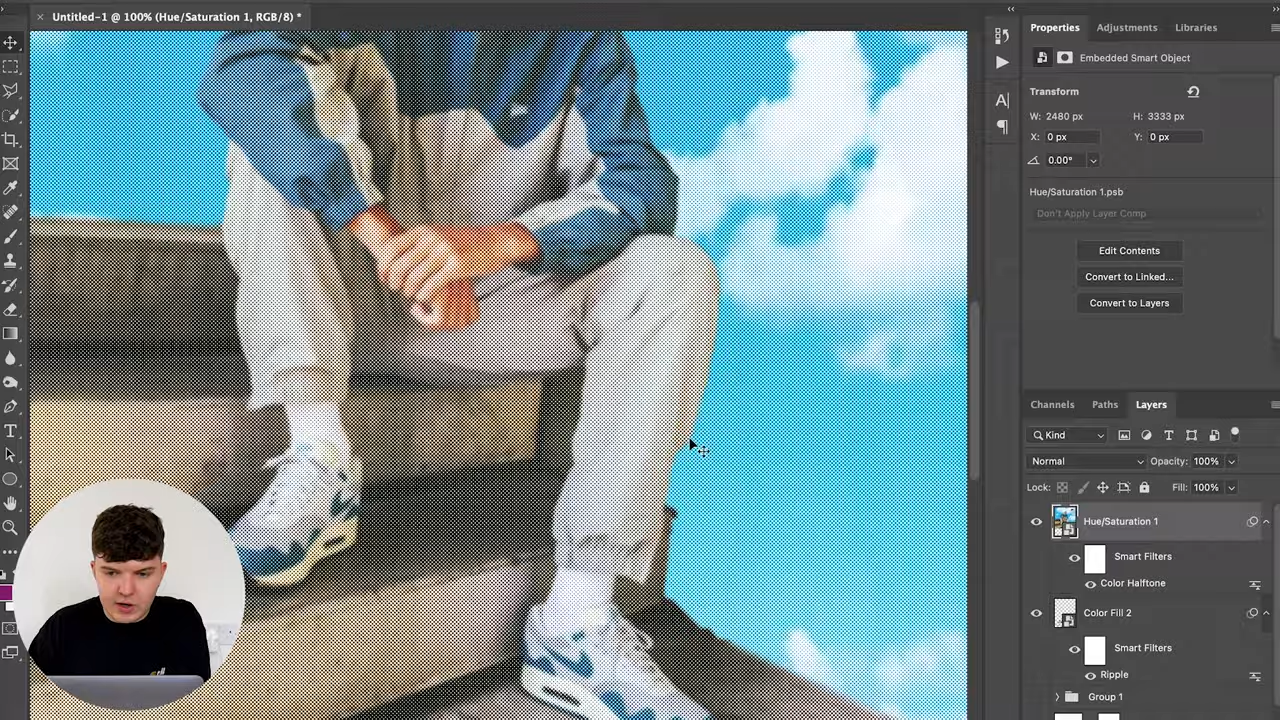 Untitled-1 @ 100% (Hue/Saturation 1, RGB/8) *
Properties
Adjustments
Libraries
Embedded Smart Object
Transform
W: 2480 px
H: 3333 px
X: 0 px
Y: 0 px
0.00°
Hue/Saturation 1.psb
Don't Apply Layer Comp
Edit Contents
Convert to Linked...
Convert to Layers
Channels
Paths
Layers
Kind
Normal
Opacity: 100%
Lock:
Fill: 100%
Hue/Saturation 1
Smart Filters
Color Halftone
Color Fill 2
Smart Filters
Ripple
Group 1